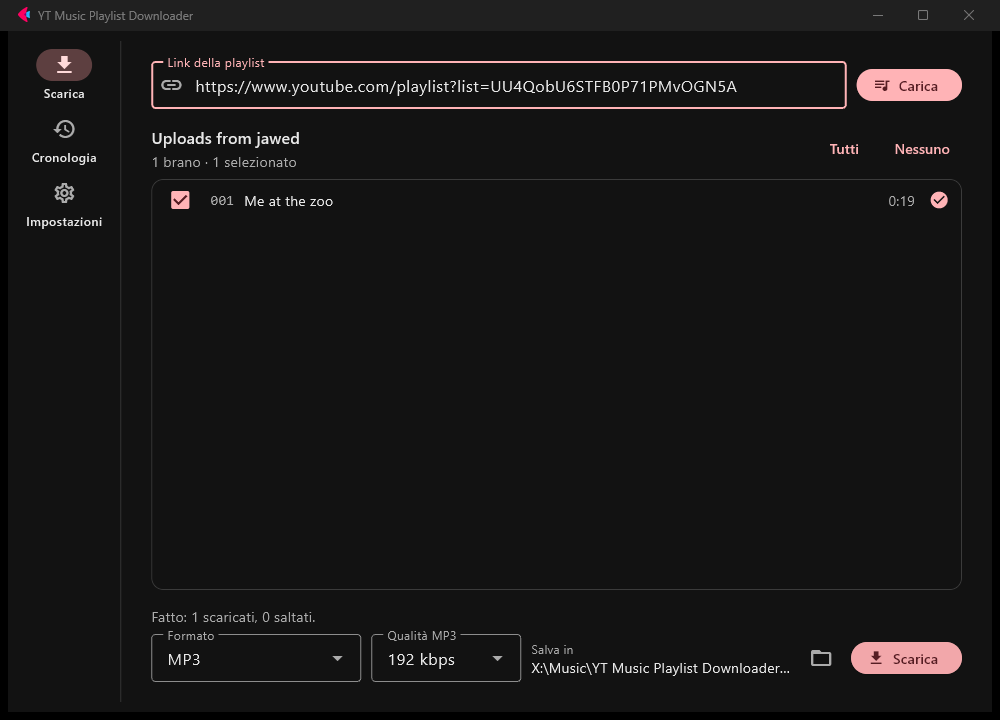 YT Music Playlist Downloader
Scarica
Cronologia
Impostazioni
Link della playlist
https://www.youtube.com/playlist?list=UU4QobU6STFB0P71PMvOGN5A
Carica
Uploads from jawed
1 brano · 1 selezionato
Tutti
Nessuno
001 Me at the zoo 0:19
Fatto: 1 scaricati, 0 saltati.
Formato
MP3
Qualità MP3
192 kbps
Salva in
X:\Music\YT Music Playlist Downloader...
Scarica